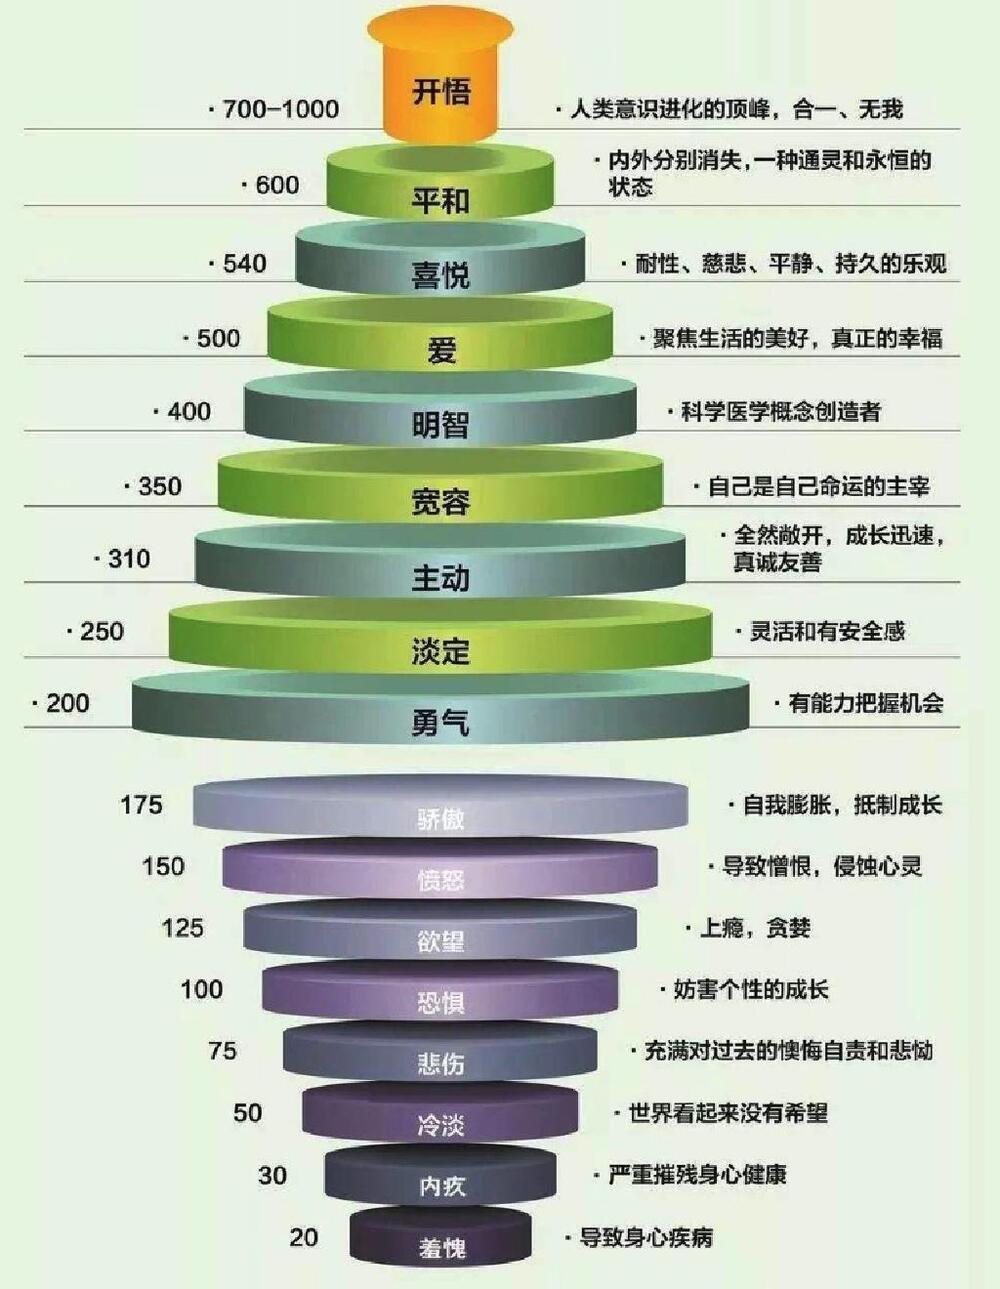 · 700-1000 开悟 · 人类意识进化的顶峰，合一、无我
· 600 平和 · 内外分别消失，一种通灵和永恒的
状态
· 540 喜悦 · 耐性、慈悲、平静、持久的乐观
· 500 爱 · 聚焦生活的美好，真正的幸福
· 400 明智 · 科学医学概念创造者
· 350 宽容 · 自己是自己命运的主宰
· 310 主动 · 全然敞开，成长迅速，
真诚友善
· 250 淡定 · 灵活和有安全感
· 200 勇气 · 有能力把握机会
175 骄傲 · 自我膨胀，抵制成长
150 愤怒 · 导致憎恨，侵蚀心灵
125 欲望 · 上瘾，贪婪
100 恐惧 · 妨害个性的成长
75 悲伤 · 充满对过去的懊悔自责和悲恸
50 冷淡 · 世界看起来没有希望
30 内疚 · 严重摧残身心健康
20 羞愧 · 导致身心疾病